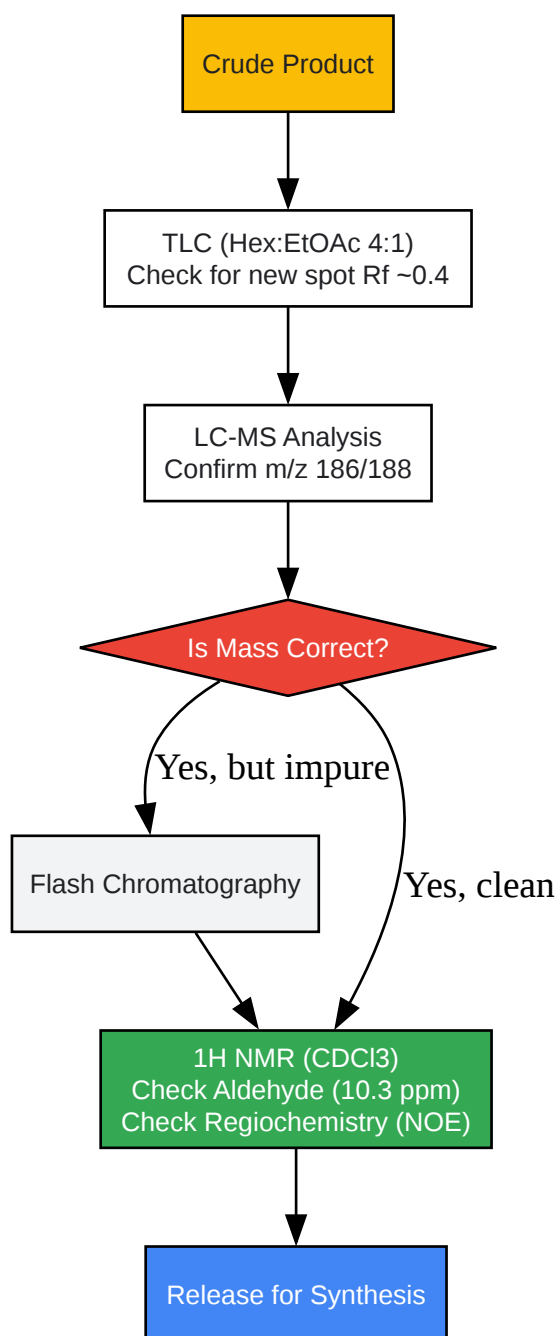 Crude Product
TLC (Hex:EtOAc 4:1)
Check for new spot Rf ~0.4
LC-MS Analysis
Confirm m/z 186/188
Is Mass Correct?
Yes, but impure
Flash Chromatography
Yes, clean
1H NMR (CDCl3)
Check Aldehyde (10.3 ppm)
Check Regiochemistry (NOE)
Release for Synthesis